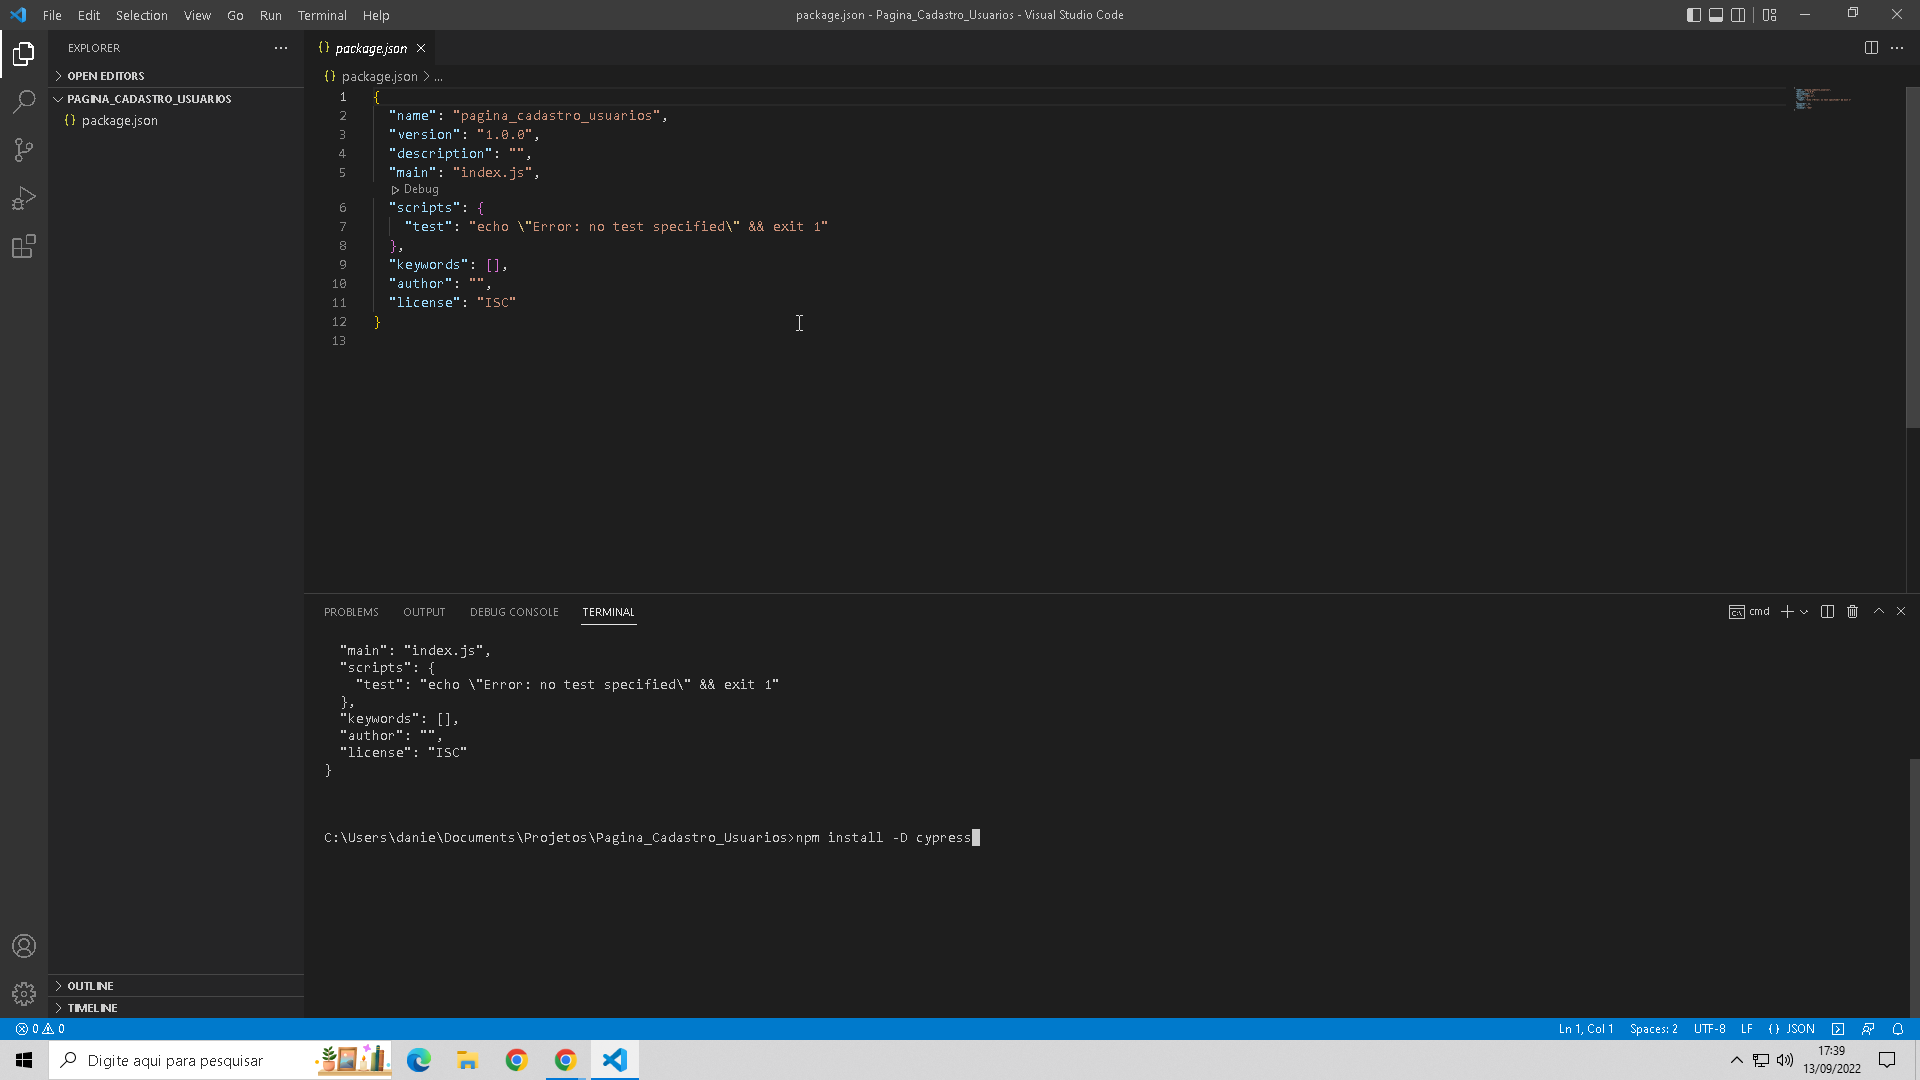 File Edit Selection View Go Run Terminal Help
package.json - Pagina_Cadastro_Usuarios - Visual Studio Code
EXPLORER
OPEN EDITORS
PAGINA_CADASTRO_USUARIOS
{} package.json
{} package.json
{} package.json > ...
1 {
2 "name": "pagina_cadastro_usuarios",
3 "version": "1.0.0",
4 "description": "",
5 "main": "index.js",
Debug
6 "scripts": {
7 "test": "echo \"Error: no test specified\" && exit 1"
8 },
9 "keywords": [],
10 "author": "",
11 "license": "ISC"
12 }
13
PROBLEMS OUTPUT DEBUG CONSOLE TERMINAL
cmd
"main": "index.js",
"scripts": {
"test": "echo \"Error: no test specified\" && exit 1"
},
"keywords": [],
"author": "",
"license": "ISC"
}
C:\Users\danie\Documents\Projetos\Pagina_Cadastro_Usuarios>npm install -D cypress
OUTLINE
TIMELINE
0 0
Ln 1, Col 1 Spaces: 2 UTF-8 LF {} JSON
Digite aqui para pesquisar
17:39
13/09/2022